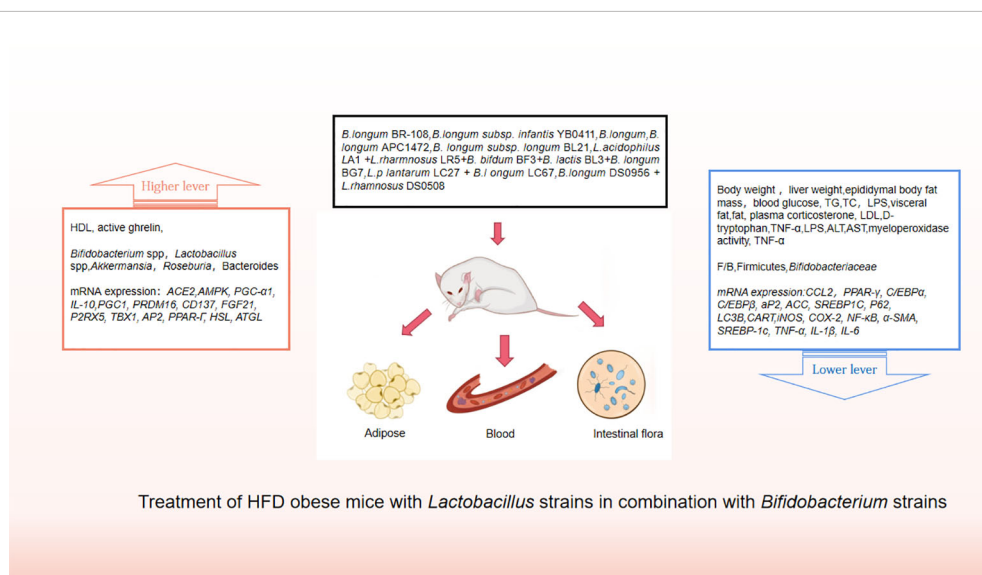 B.longum BR-108,B.longum subsp. infantis YB0411,B.longum,B.
longum APC1472,B. longum subsp. longum BL21,L.acidophilus
LA1 +L.rharmnosus LR5+B. bifdum BF3+B. lactis BL3+B. longum
BG7,L.p lantarum LC27 + B.l ongum LC67,B.longum DS0956 +
L.rhamnosus DS0508
Higher lever
HDL, active ghrelin,
Bifidobacterium spp, Lactobacillus
spp,Akkermansia, Roseburia, Bacteroides
mRNA expression: ACE2,AMPK, PGC-α1,
IL-10,PGC1, PRDM16, CD137, FGF21,
P2RX5, TBX1, AP2, PPAR-Γ, HSL, ATGL
Body weight , liver weight,epididymal body fat
mass, blood glucose, TG,TC, LPS,visceral
fat,fat, plasma corticosterone, LDL,D-
tryptophan,TNF-α,LPS,ALT,AST,myeloperoxidase
activity, TNF-α
F/B,Firmicutes,Bifidobacteriaceae
mRNA expression:CCL2, PPAR-γ, C/EBPα,
C/EBPβ, aP2, ACC, SREBP1C, P62,
LC3B,CART,iNOS, COX-2, NF-κB, α-SMA,
SREBP-1c, TNF-α, IL-1β, IL-6
Lower lever
Adipose
Blood
Intestinal flora
Treatment of HFD obese mice with Lactobacillus strains in combination with Bifidobacterium strains